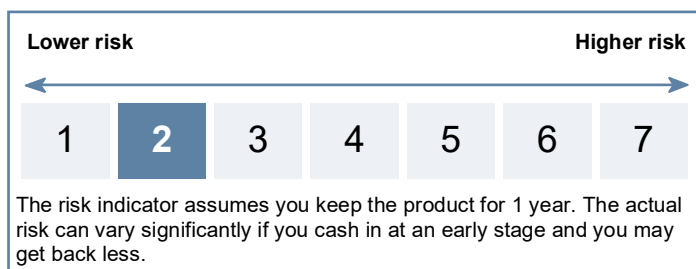 Lower risk Higher risk
1 2 3 4 5 6 7
The risk indicator assumes you keep the product for 1 year. The actual
risk can vary significantly if you cash in at an early stage and you may
get back less.